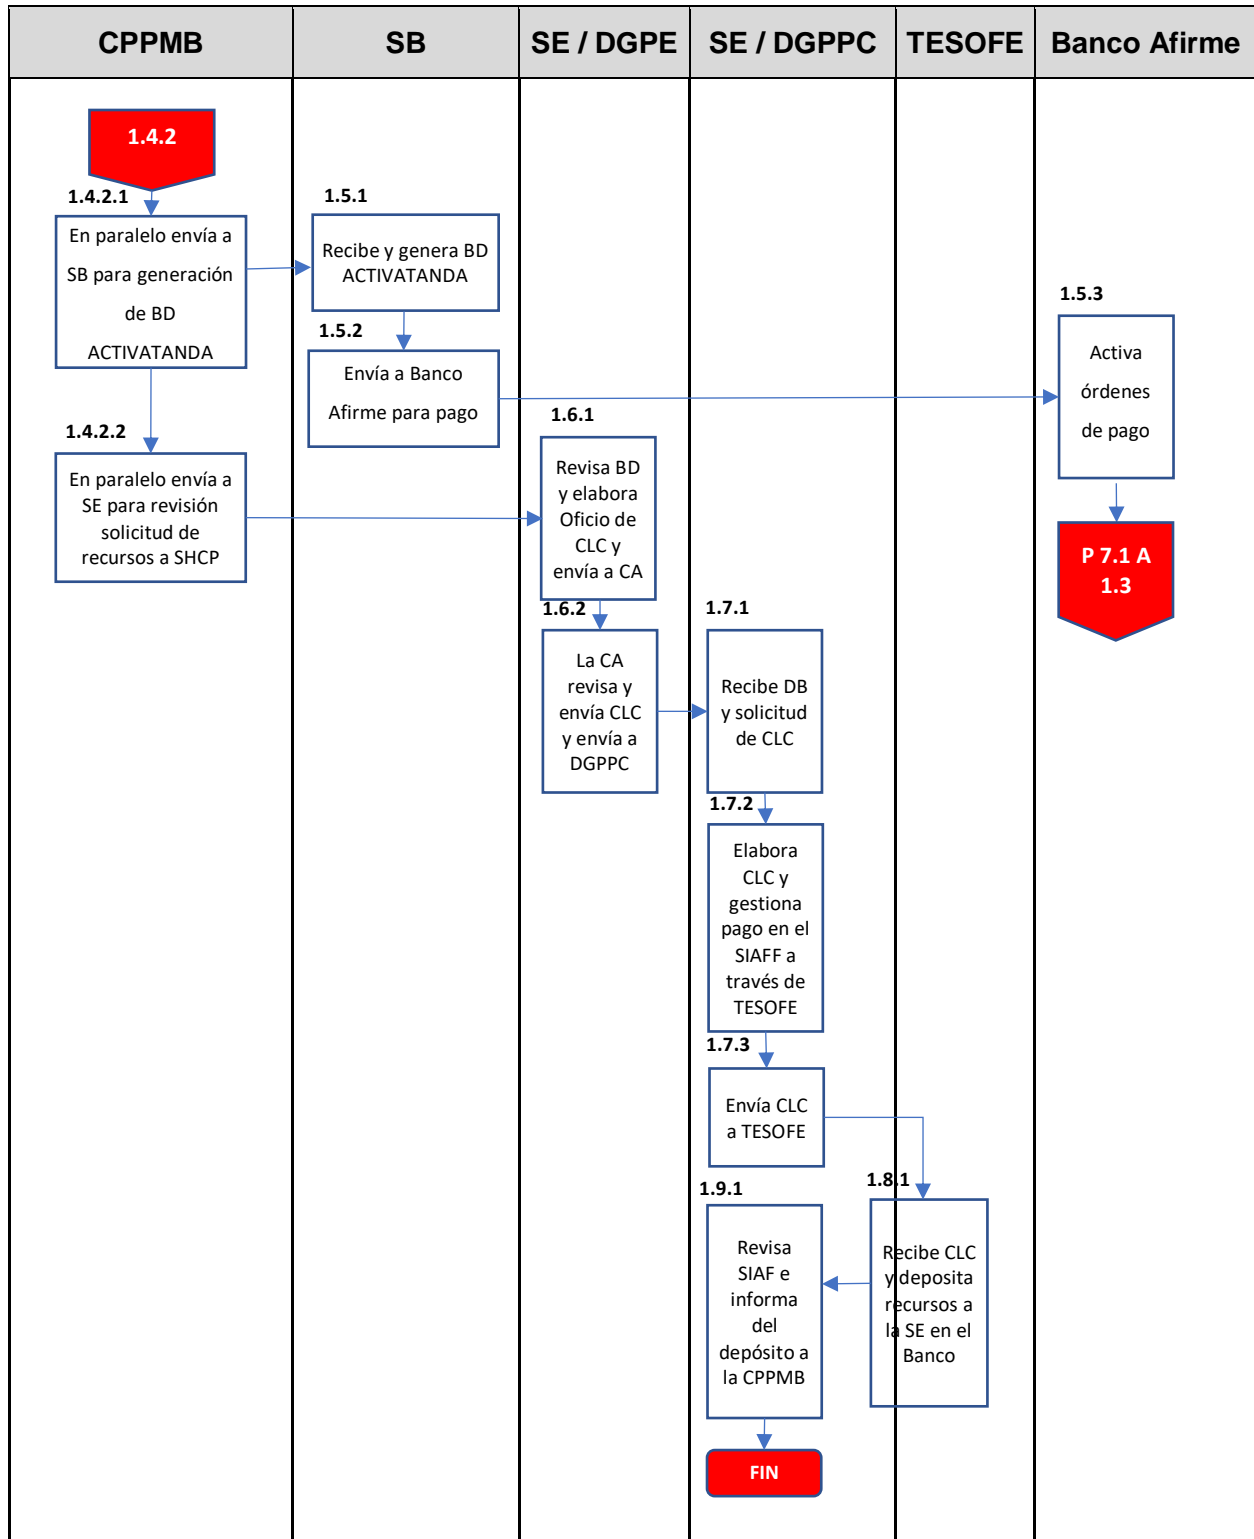 CPPMB
SB
SE / DGPE
SE / DGPPC
TESOFE
Banco Afirme
1.4.2
1.4.2.1
En paralelo envía a
SB para generación
de BD
ACTIVATANDA
1.4.2.2
En paralelo envía a
SE para revisión
solicitud de
recursos a SHCP
1.5.1
Recibe y genera BD
ACTIVATANDA
1.5.2
Envía a Banco
Afirme para pago
1.5.3
Activa
órdenes
de pago
P 7.1 A
1.3
1.6.1
Revisa BD
y elabora
Oficio de
CLC y
envía a CA
1.6.2
La CA
revisa y
envía CLC
y envía a
DGPPC
1.7.1
Recibe DB
y solicitud
de CLC
1.7.2
Elabora
CLC y
gestiona
pago en el
SIAFF a
través de
TESOFE
1.7.3
Envía CLC
a TESOFE
1.8.1
Recibe CLC
y deposita
recursos a
la SE en el
Banco
1.9.1
Revisa
SIAF e
informa
del
depósito a
la CPPMB
FIN